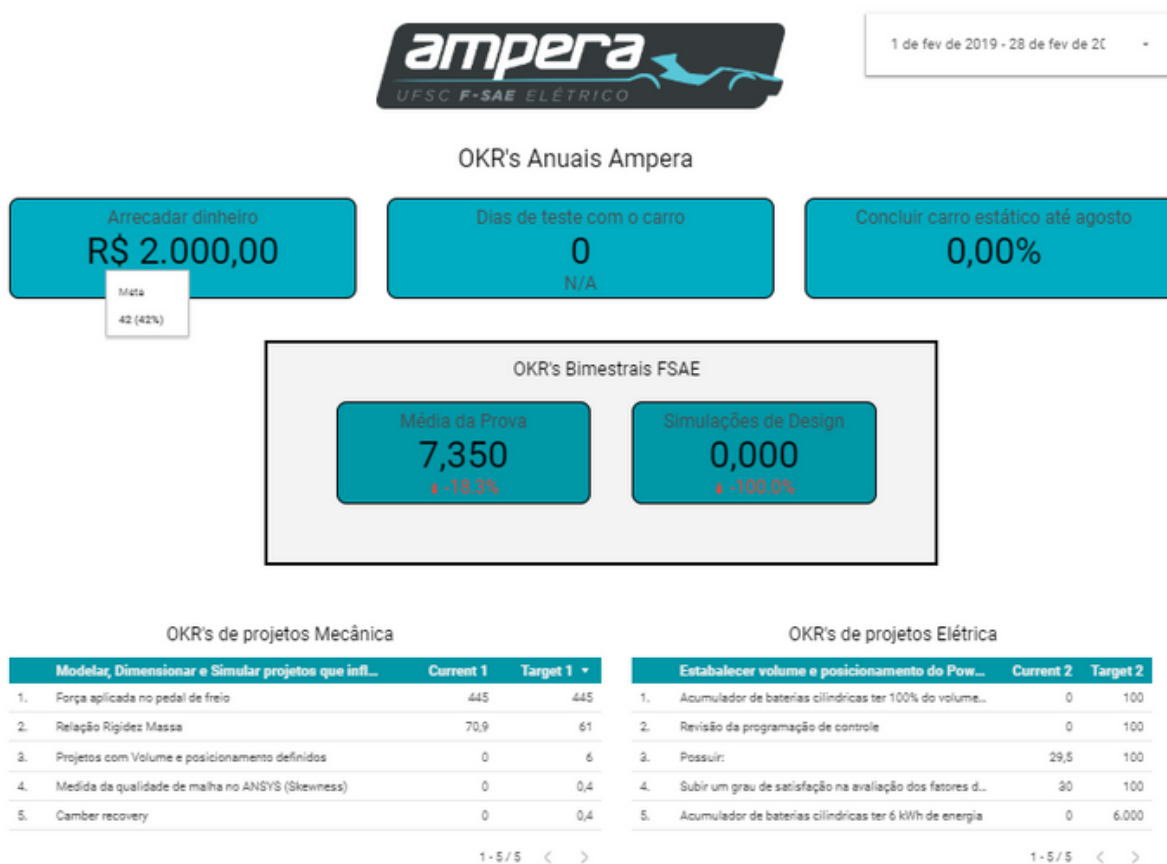 ampera
UFSC F-SAE ELÉTRICO
1 de fev de 2019 - 28 de fev de 20
OKR's Anuais Ampera
Arrecadar dinheiro
R$ 2.000,00
Meta
42 (42%)
Dias de teste com o carro
0
N/A
Concluir carro estático até agosto
0,00%
OKR's Bimestrais FSAE
Média da Prova
7,350
-18.3%
Simulações de Design
0,000
-100.0%
OKR's de projetos Mecânica
Modelar, Dimensionar e Simular projetos que infl... Current 1 Target 1
1. Força aplicada no pedal de freio 445 445
2. Relação Rigidez Massa 70,9 61
3. Projetos com Volume e posicionamento definidos 0 6
4. Medida da qualidade de malha no ANSYS (Skewness) 0 0,4
5. Camber recovery 0 0,4
1 - 5 / 5
OKR's de projetos Elétrica
Estabalecer volume e posicionamento do Pow... Current 2 Target 2
1. Acumulador de baterias cilíndricas ter 100% do volume... 0 100
2. Revisão da programação de controle 0 100
3. Possuir: 29,5 100
4. Subir um grau de satisfação na avaliação dos fatores d... 30 100
5. Acumulador de baterias cilíndricas ter 6 kWh de energia 0 6.000
1 - 5 / 5